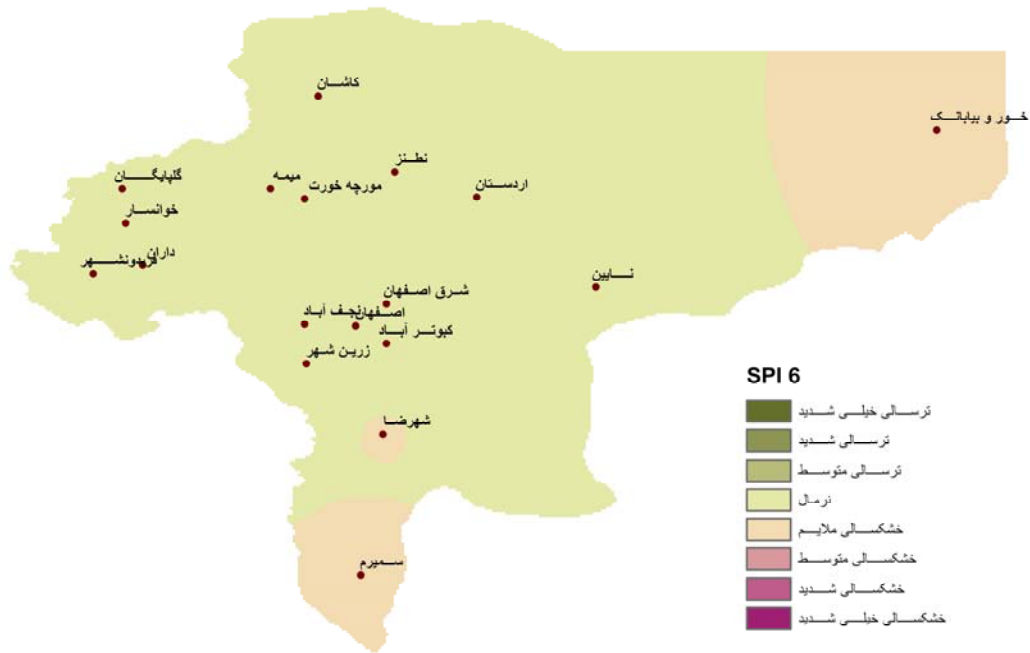 کاشان
خور و بیابانک
نطنز
گلپایگان
میمه
مورچه خورت
اردستان
خوانسار
داران
فریدونشهر
نایین
شرق اصفهان
نجف آباد
اصفهان
کبوتر آباد
زرین شهر
شهرضا
سمیرم
SPI 6
ترسالی خیلی شدید
ترسالی شدید
ترسالی متوسط
نرمال
خشکسالی ملایم
خشکسالی متوسط
خشکسالی شدید
خشکسالی خیلی شدید